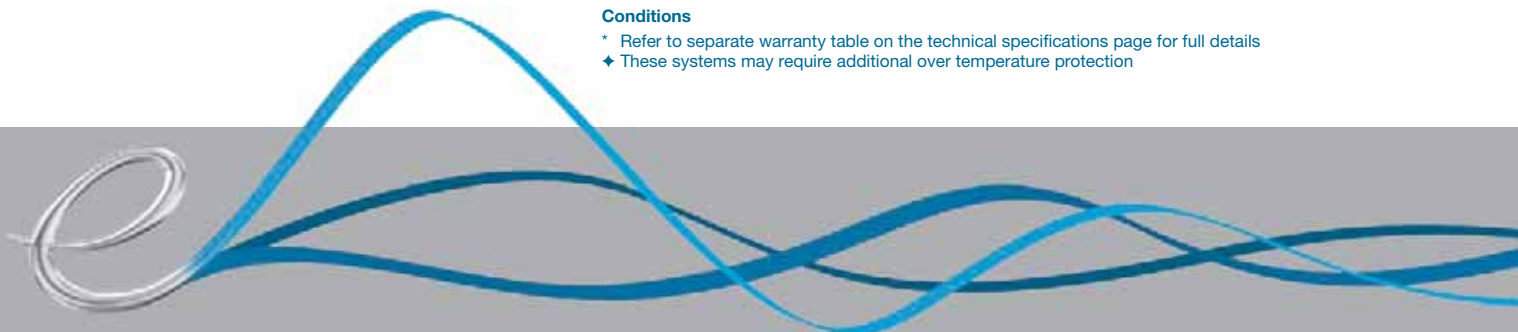 Conditions
* Refer to separate warranty table on the technical specifications page for full details
✦ These systems may require additional over temperature protection